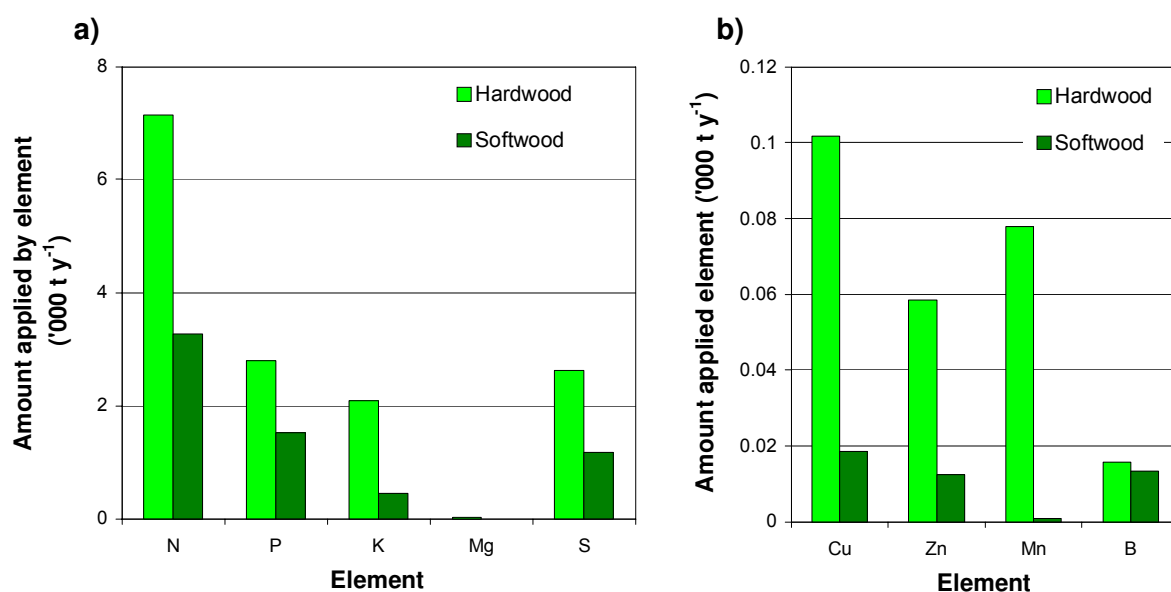 a)
Amount applied by element
('000 t y-1)
8
6
4
2
0
Hardwood
Softwood
N P K Mg S
Element
b)
Amount applied element ('000 t y-1)
0.12
0.1
0.08
0.06
0.04
0.02
0
Hardwood
Softwood
Cu Zn Mn B
Element